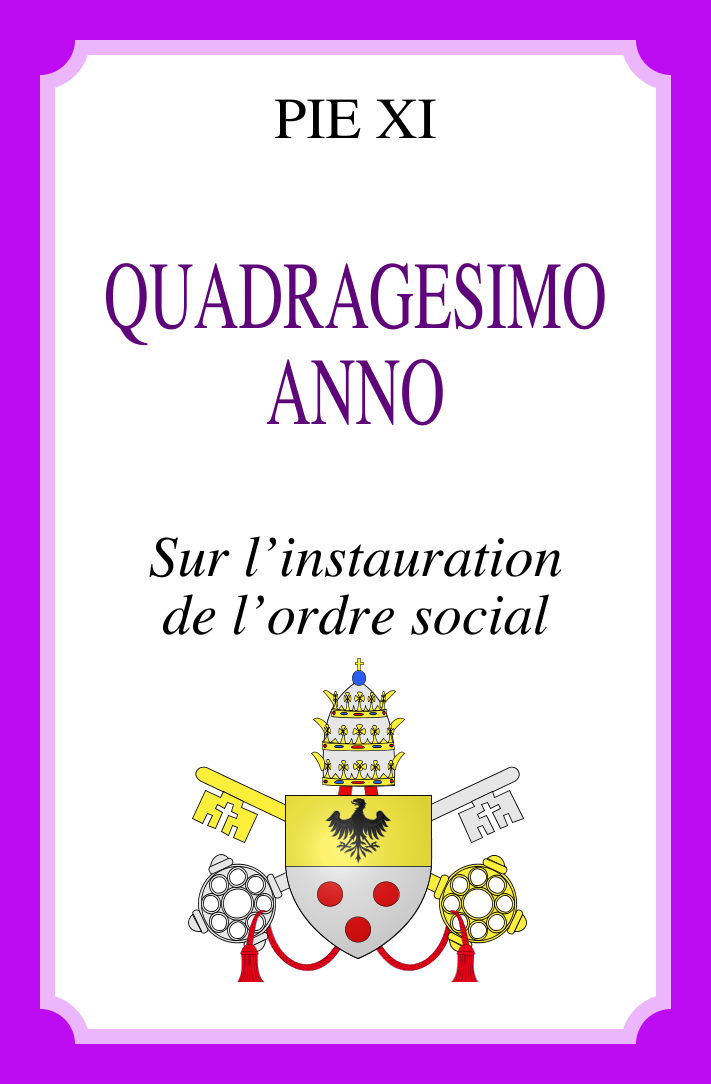 PIE XI
QUADRAGESIMO
ANNO
Sur l’instauration
de l’ordre social